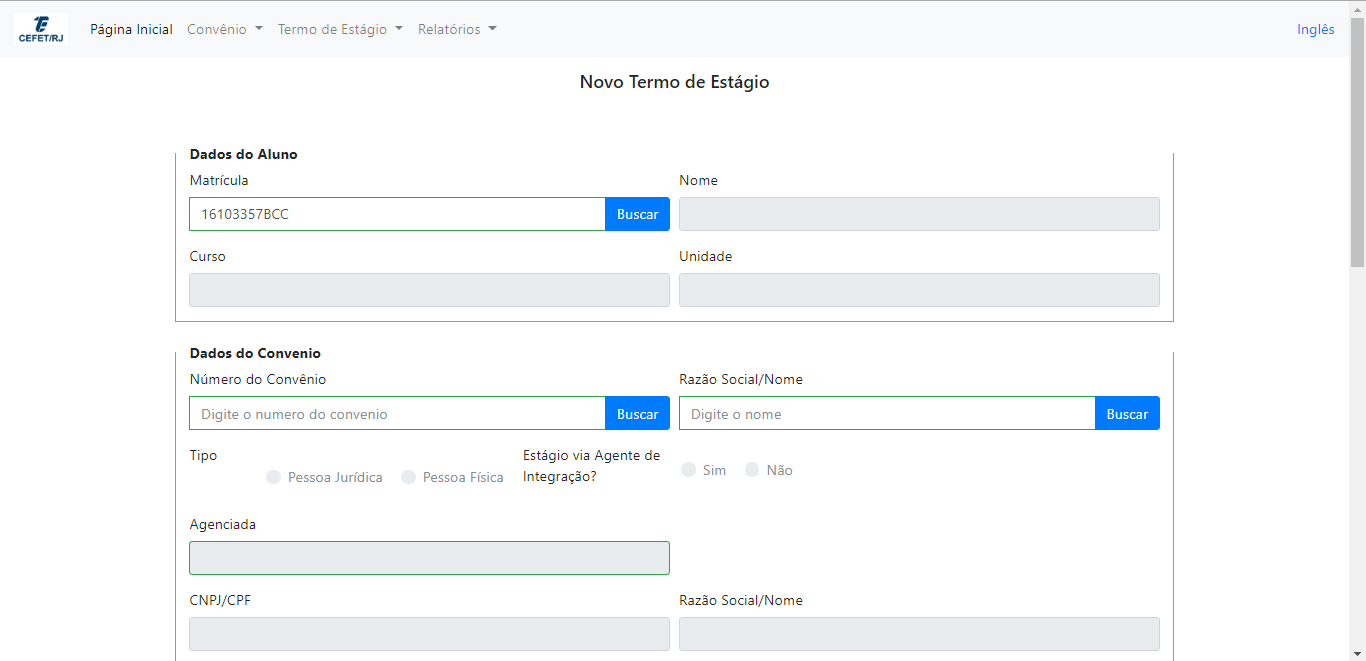 CEFET/RJ
Página Inicial Convênio Termo de Estágio Relatórios Inglês
Novo Termo de Estágio
Dados do Aluno
Matrícula Nome
16103357BCC Buscar
Curso Unidade
Dados do Convenio
Número do Convênio Razão Social/Nome
Digite o numero do convenio Buscar Digite o nome Buscar
Tipo
Pessoa Jurídica Pessoa Física
Estágio via Agente de
Integração?
Sim Não
Agenciada
CNPJ/CPF Razão Social/Nome